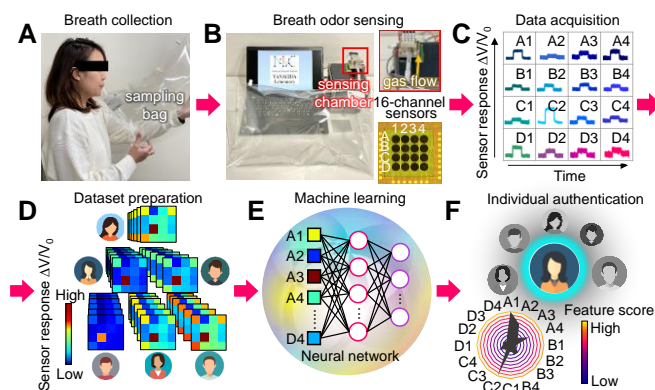 Breath collection
A
sampling
bag
Breath odor sensing
B
YANAGIDA
Laboratory
sensing
chamber
gas flow
16-channel
sensors
1234
A
B
C
D
Data acquisition
C
Sensor response ΔV/V₀
A1 A2 A3 A4
B1 B2 B3 B4
C1 C2 C3 C4
D1 D2 D3 D4
Time
Dataset preparation
D
Sensor response ΔV/V₀
High
Low
Machine learning
E
A1
A2
A3
A4
D4
Neural network
Individual authentication
F
A1
A2
A3
A4
B1
B2
B3
B4
C1
C2
C3
C4
D1
D2
D3
D4
Feature score
High
Low